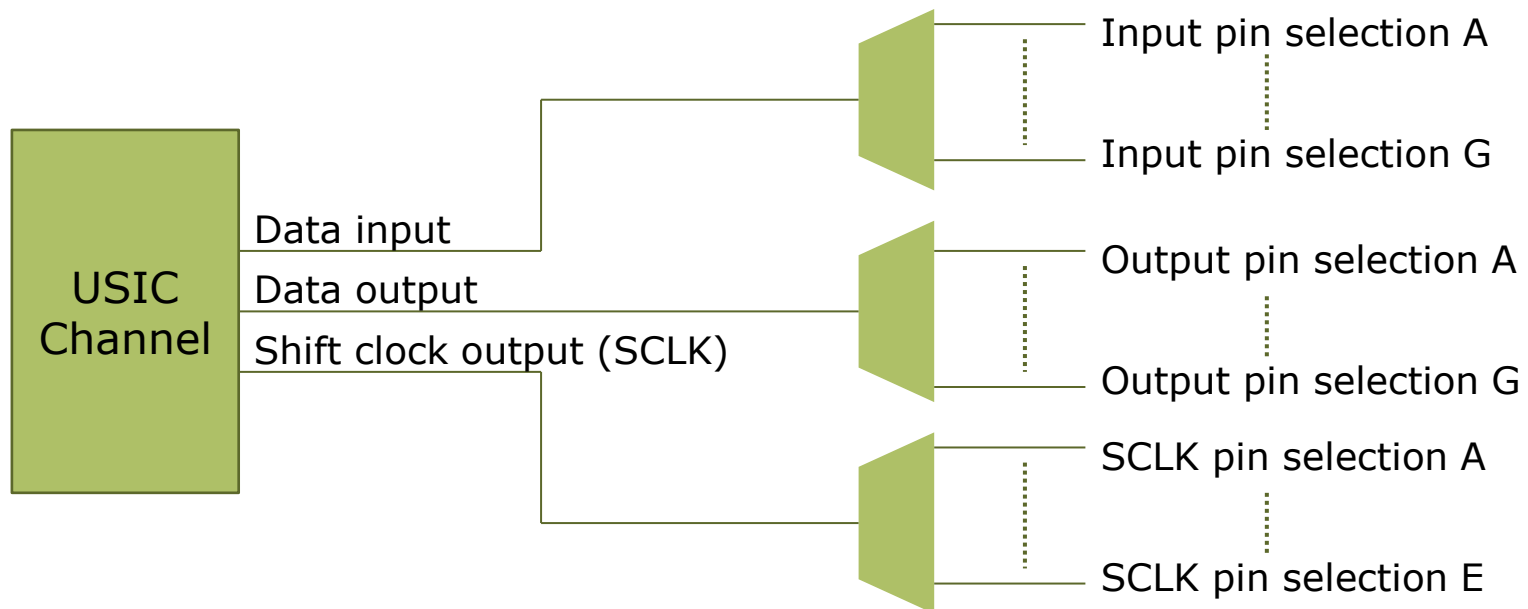 USIC
Channel
Data input
Data output
Shift clock output (SCLK)
Input pin selection A
Input pin selection G
Output pin selection A
Output pin selection G
SCLK pin selection A
SCLK pin selection E